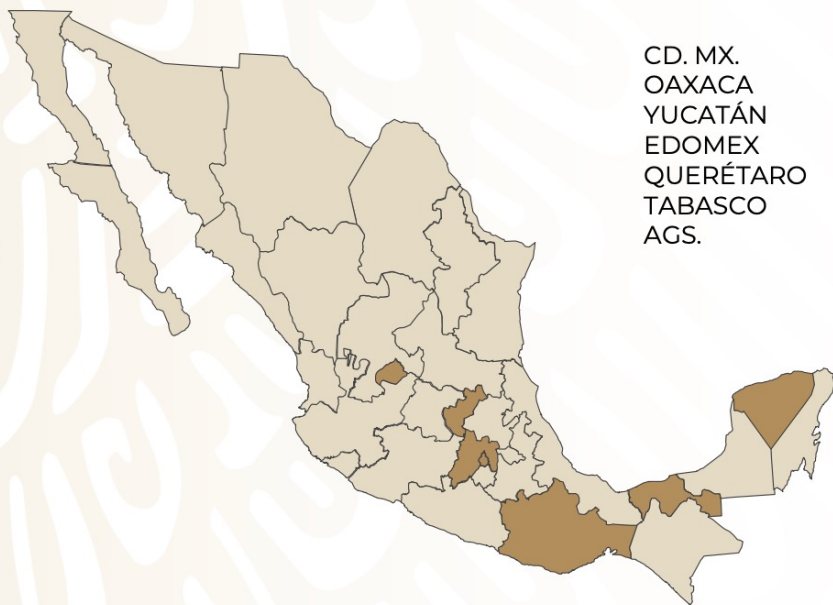 CD. MX.
OAXACA
YUCATÁN
EDOMEX
QUERÉTARO
TABASCO
AGS.